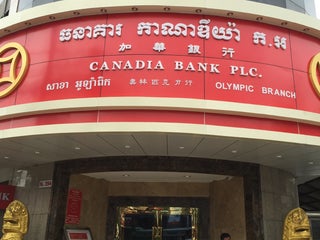 ធនាគារ កាណាឌីយ៉ា ក.អ
加華銀行
CANADIA BANK PLC.
សាខា អូឡាំពិក 奥林匹克分行 OLYMPIC BRANCH